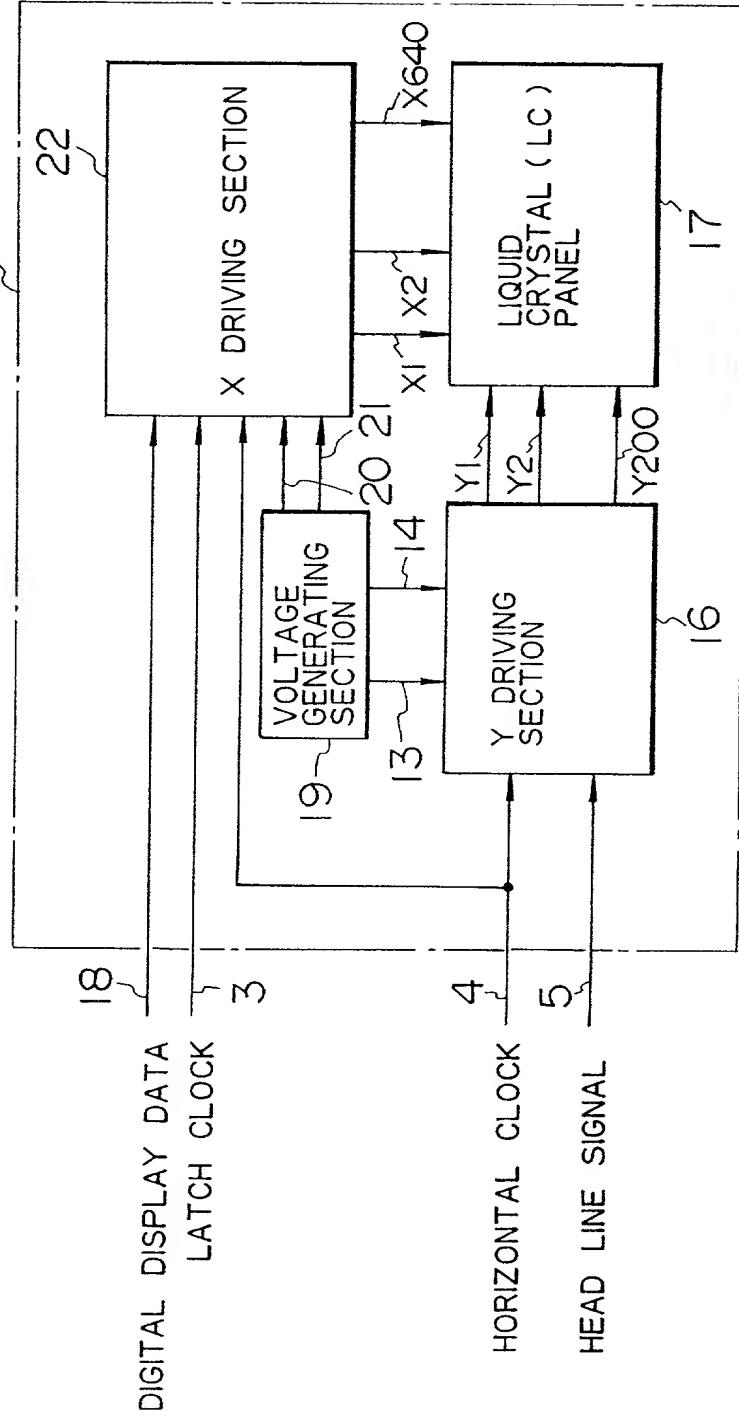 DIGITAL DISPLAY DATA
18
LATCH CLOCK
3
HORIZONTAL CLOCK
4
HEAD LINE SIGNAL
5
22
X DRIVING SECTION
20
21
VOLTAGE
GENERATING
SECTION
19
13
14
Y DRIVING
SECTION
16
X1
X2
X640
Y1
Y2
Y200
LIQUID
CRYSTAL (LC)
PANEL
17